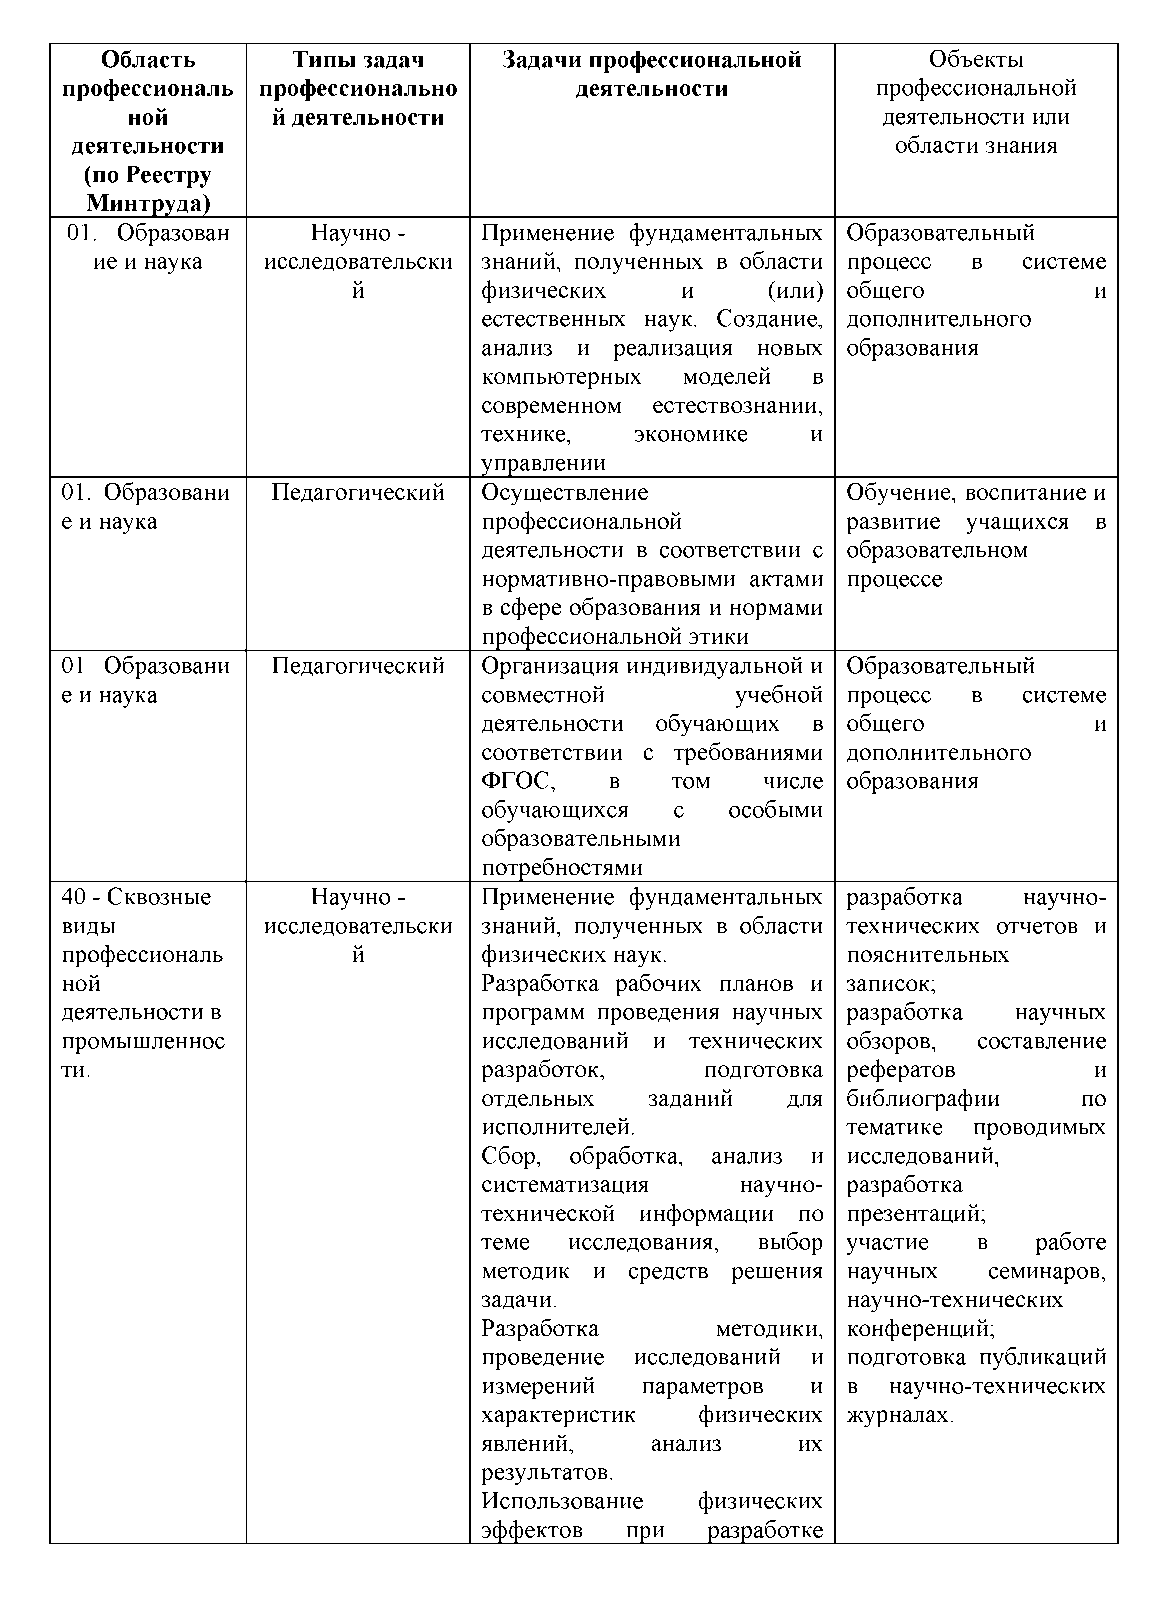 Область
профессиональ
ной
деятельности
(по Реестру
Минтруда)
Типы задач
профессионально
й деятельности
Задачи профессиональной
деятельности
Объекты
профессиональной
деятельности или
области знания
01. Образован
ие и наука
Научно -
исследовательски
й
Применение фундаментальных
знаний, полученных в области
физических и (или)
естественных наук. Создание,
анализ и реализация новых
компьютерных моделей в
современном естествознании,
технике, экономике и
управлении
Образовательный
процесс в системе
общего и
дополнительного
образования
01. Образовани
е и наука
Педагогический
Осуществление
профессиональной
деятельности в соответствии с
нормативно-правовыми актами
в сфере образования и нормами
профессиональной этики
Обучение, воспитание и
развитие учащихся в
образовательном
процессе
01 Образовани
е и наука
Педагогический
Организация индивидуальной и
совместной учебной
деятельности обучающих в
соответствии с требованиями
ФГОС, в том числе
обучающихся с особыми
образовательными
потребностями
Образовательный
процесс в системе
общего и
дополнительного
образования
40 - Сквозные
виды
профессиональ
ной
деятельности в
промышленнос
ти.
Научно -
исследовательски
й
Применение фундаментальных
знаний, полученных в области
физических наук.
Разработка рабочих планов и
программ проведения научных
исследований и технических
разработок, подготовка
отдельных заданий для
исполнителей.
Сбор, обработка, анализ и
систематизация научно-
технической информации по
теме исследования, выбор
методик и средств решения
задачи.
Разработка методики,
проведение исследований и
измерений параметров и
характеристик физических
явлений, анализ их
результатов.
Использование физических
эффектов при разработке
разработка научно-
технических отчетов и
пояснительных
записок;
разработка научных
обзоров, составление
рефератов и
библиографии по
тематике проводимых
исследований,
разработка
презентаций;
участие в работе
научных семинаров,
научно-технических
конференций;
подготовка публикаций
в научно-технических
журналах.